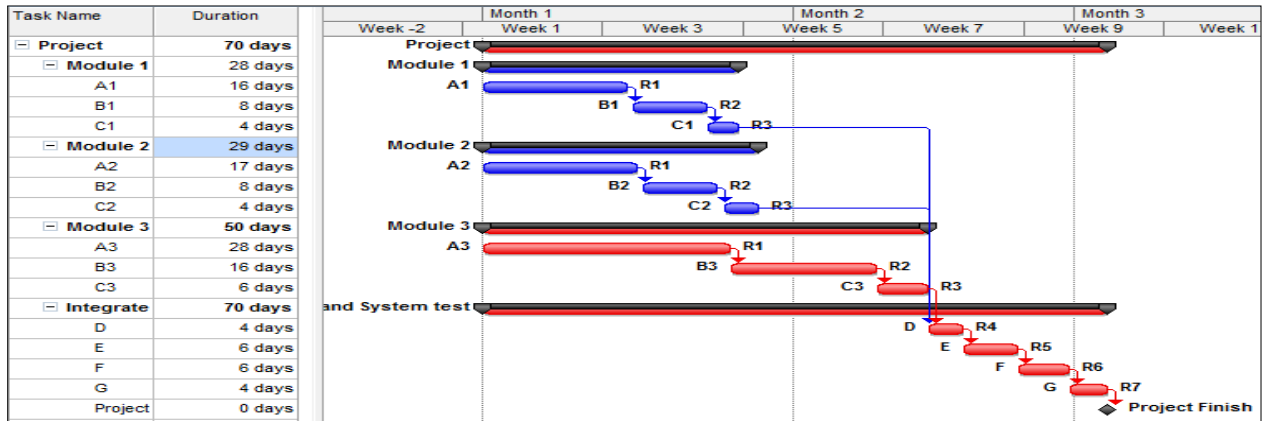 Task Name Duration Month 1 Month 2 Month 3
Week -2 Week 1 Week 3 Week 5 Week 7 Week 9 Week 1
Project 70 days Project
Module 1 28 days Module 1
A1 16 days A1 R1
B1 8 days B1 R2
C1 4 days C1 R3
Module 2 29 days Module 2
A2 17 days A2 R1
B2 8 days B2 R2
C2 4 days C2 R3
Module 3 50 days Module 3
A3 28 days A3 R1
B3 16 days B3 R2
C3 6 days C3 R3
Integrate 70 days and System test
D 4 days D R4
E 6 days E R5
F 6 days F R6
G 4 days G R7
Project 0 days Project Finish